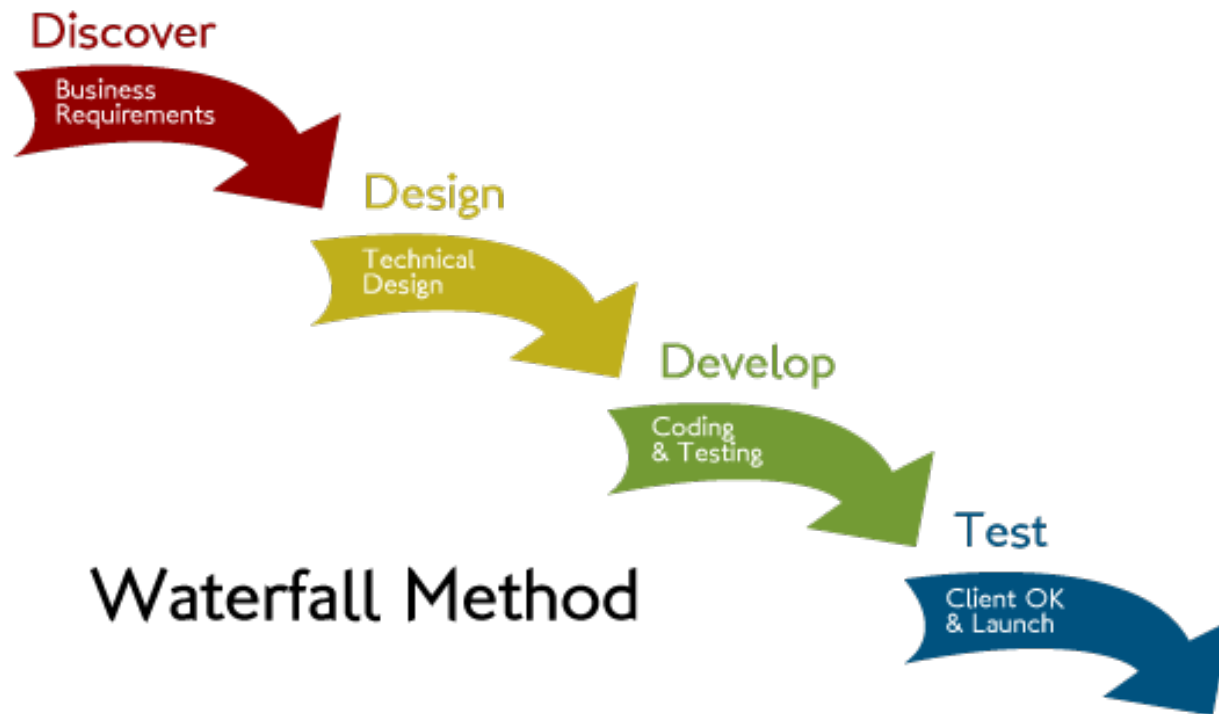 Discover
Business
Requirements
Design
Technical
Design
Develop
Coding
& Testing
Test
Client OK
& Launch
Waterfall Method